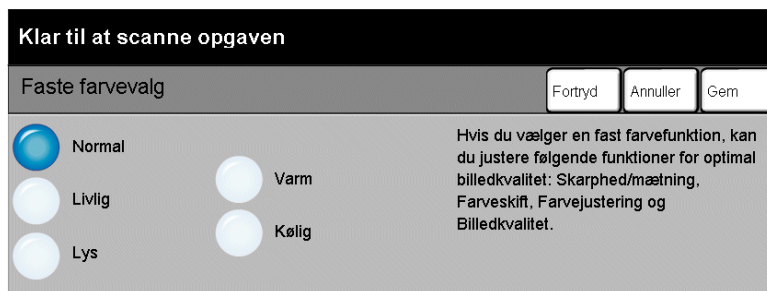 Klar til at scanne opgaven
Faste farvevalg
Fortryd
Annuller
Gem
Normal
Livlig
Lys
Varm
Kølig
Hvis du vælger en fast farvefunktion, kan
du justere følgende funktioner for optimal
billedkvalitet: Skarphed/mætning,
Farveskift, Farvejustering og
Billedkvalitet.